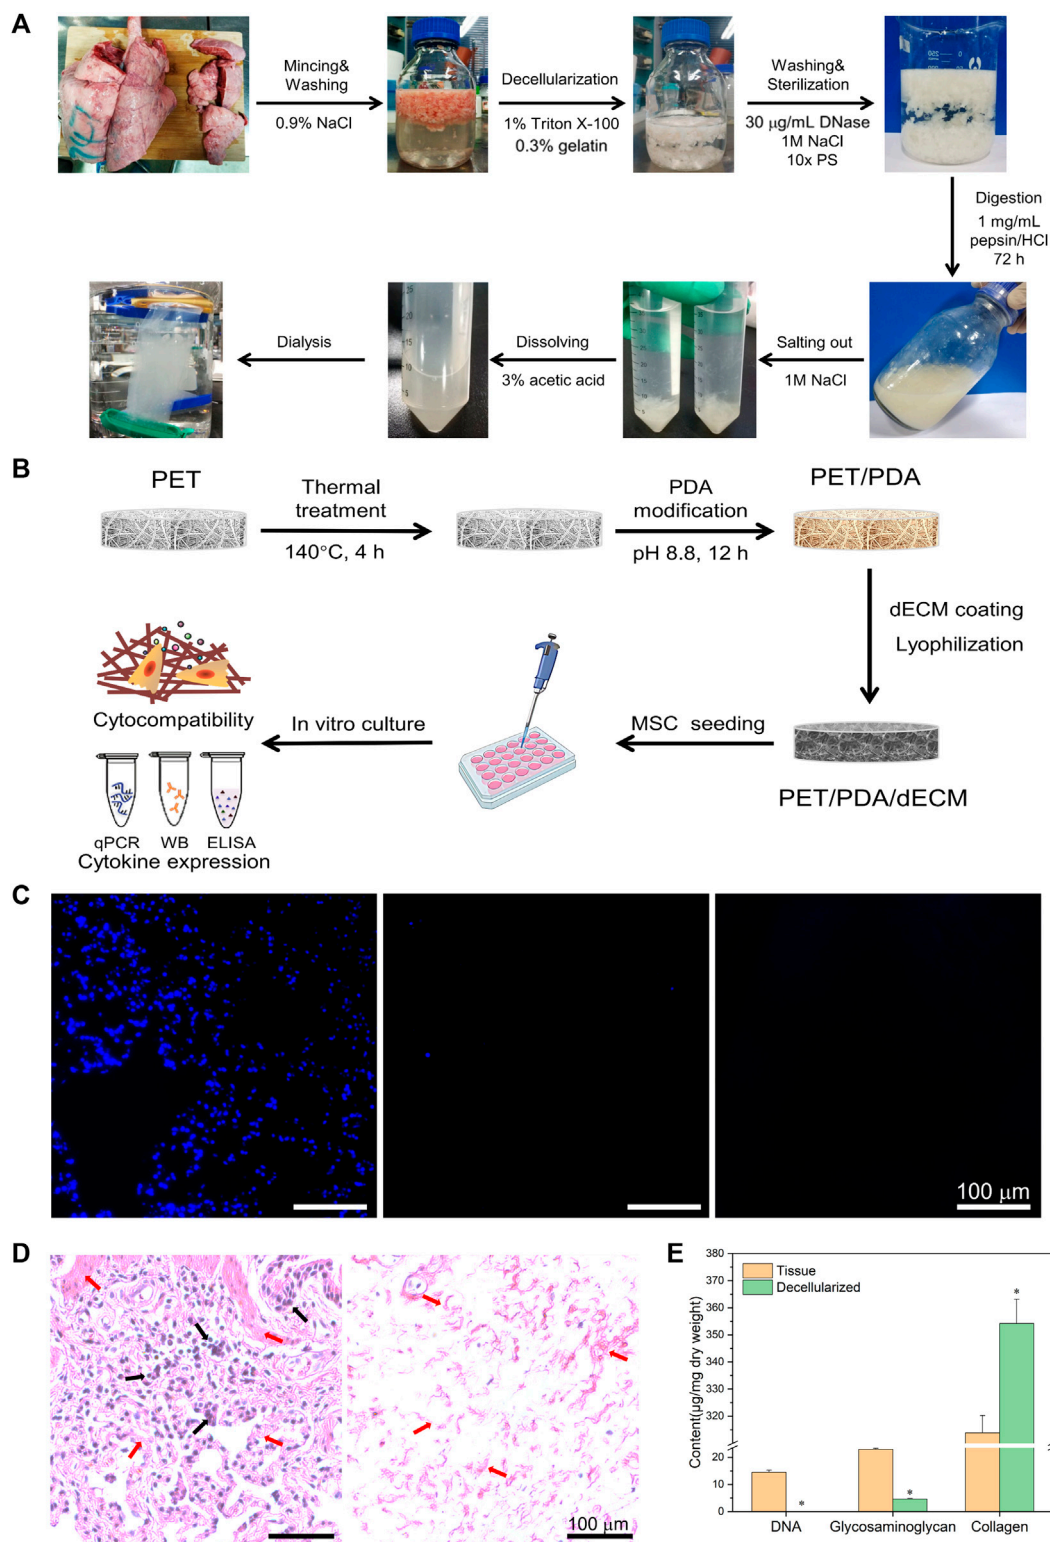 A
Mincing&
Washing
0.9% NaCl
Decellularization
1% Triton X-100
0.3% gelatin
Washing&
Sterilization
30 μg/mL DNase
1M NaCl
10x PS
Digestion
1 mg/mL
pepsin/HCl
72 h
Salting out
1M NaCl
Dissolving
3% acetic acid
Dialysis
B
PET
Thermal
treatment
140°C, 4 h
PDA
modification
pH 8.8, 12 h
PET/PDA
dECM coating
Lyophilization
PET/PDA/dECM
MSC seeding
In vitro culture
Cytocompatibility
qPCR WB ELISA
Cytokine expression
C
100 μm
D
100 μm
E
Content(μg/mg dry weight)
380
370
360
350
340
330
320
20
10
0
Tissue
Decellularized
*
*
*
DNA Glycosaminoglycan Collagen